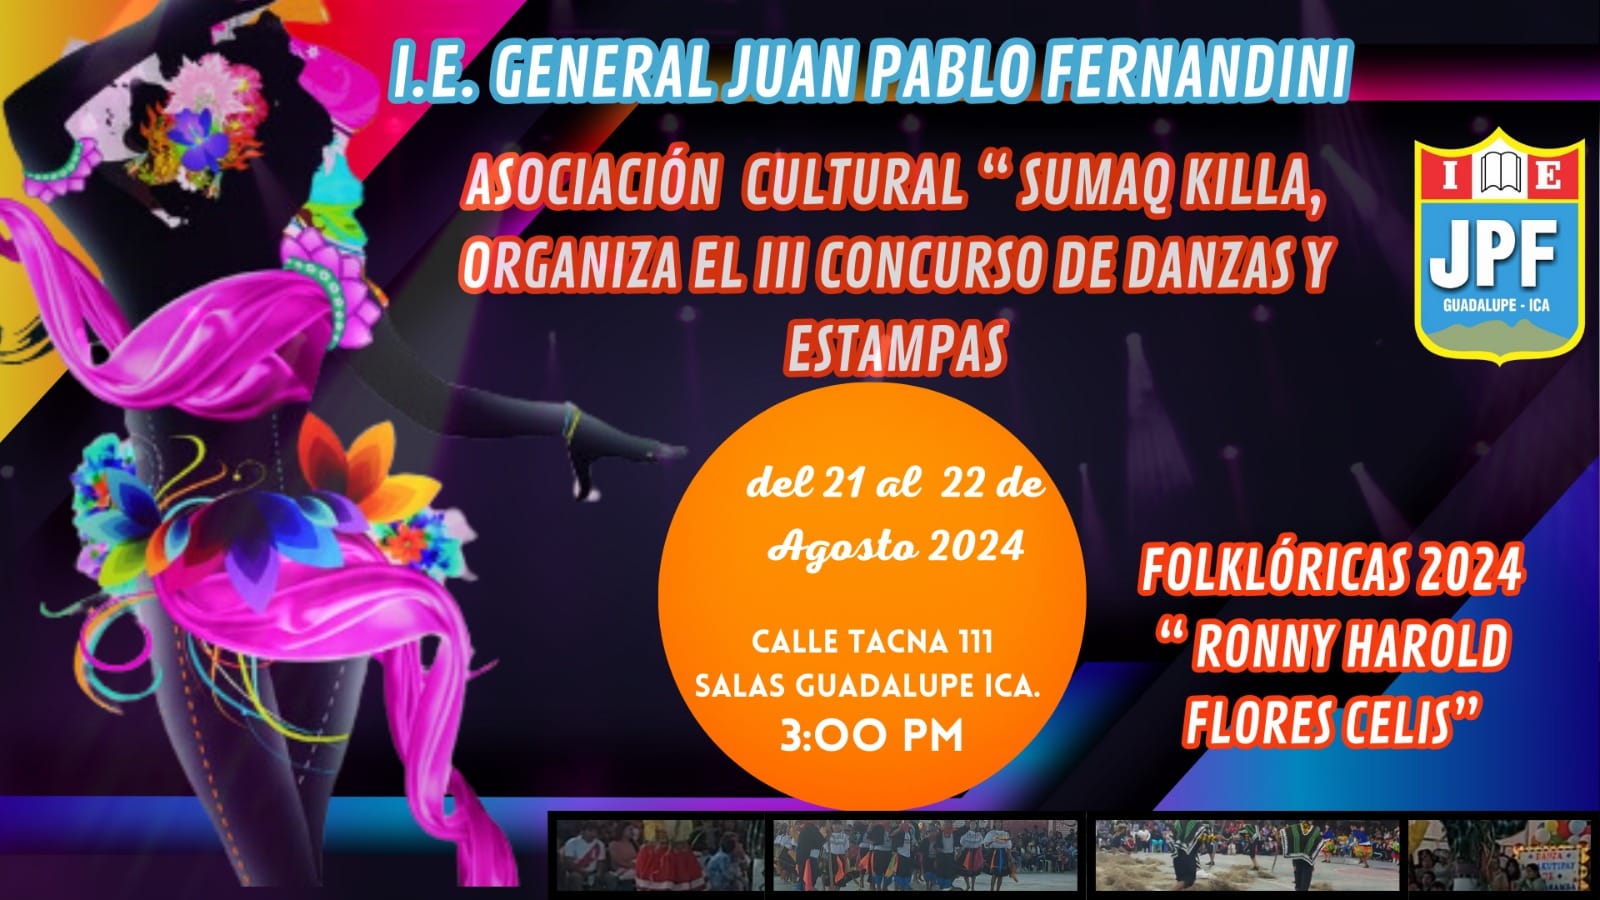 I.E. GENERAL JUAN PABLO FERNANDINI
ASOCIACIÓN CULTURAL “ SUMAQ KILLA,
ORGANIZA EL III CONCURSO DE DANZAS Y
ESTAMPAS
I E
JPF
GUADALUPE - ICA
del 21 al 22 de
Agosto 2024
CALLE TACNA 111
SALAS GUADALUPE ICA.
3:00 PM
FOLKLÓRICAS 2024
“ RONNY HAROLD
FLORES CELIS”
DANZA